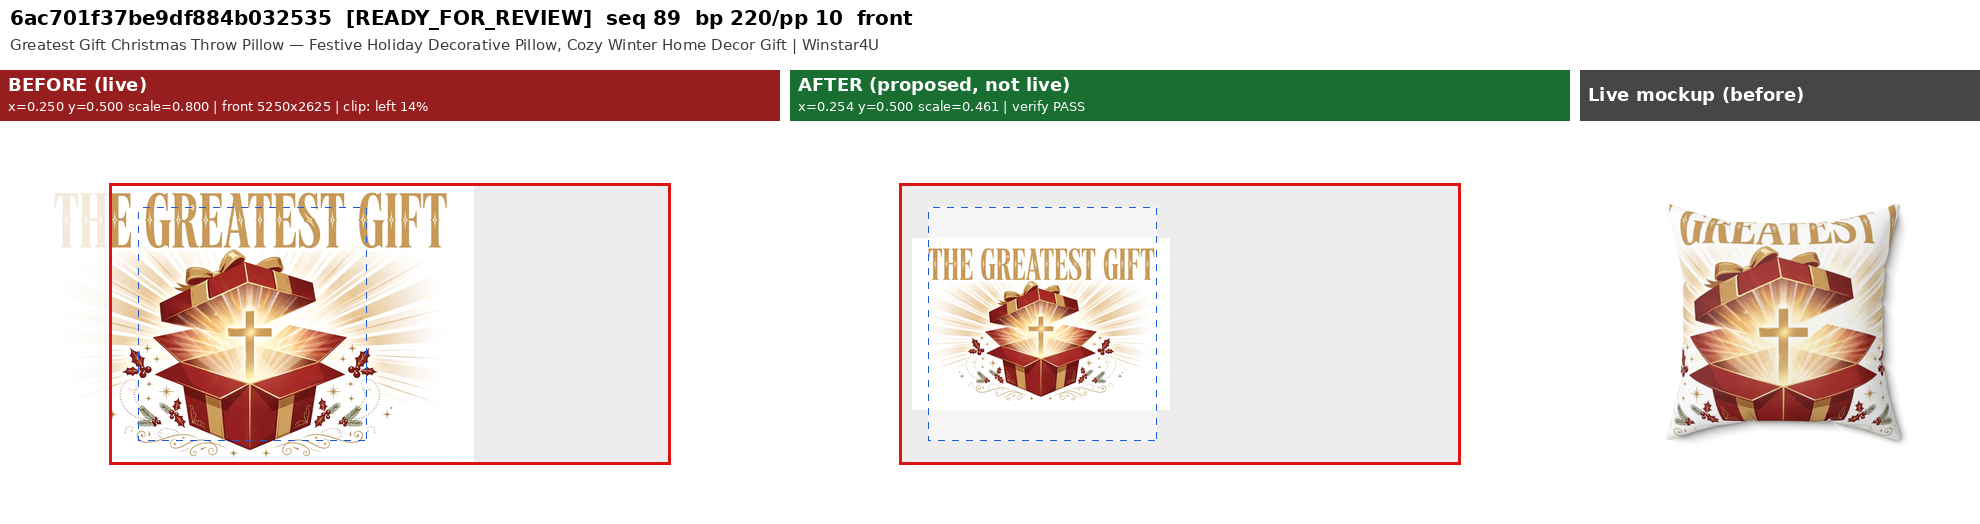 6ac701f37be9df884b032535 [READY_FOR_REVIEW] seq 89 bp 220/pp 10 front
Greatest Gift Christmas Throw Pillow — Festive Holiday Decorative Pillow, Cozy Winter Home Decor Gift | Winstar4U
BEFORE (live)
x=0.250 y=0.500 scale=0.800 | front 5250x2625 | clip: left 14%
AFTER (proposed, not live)
x=0.254 y=0.500 scale=0.461 | verify PASS
Live mockup (before)
THE GREATEST GIFT
THE GREATEST GIFT
GREATEST